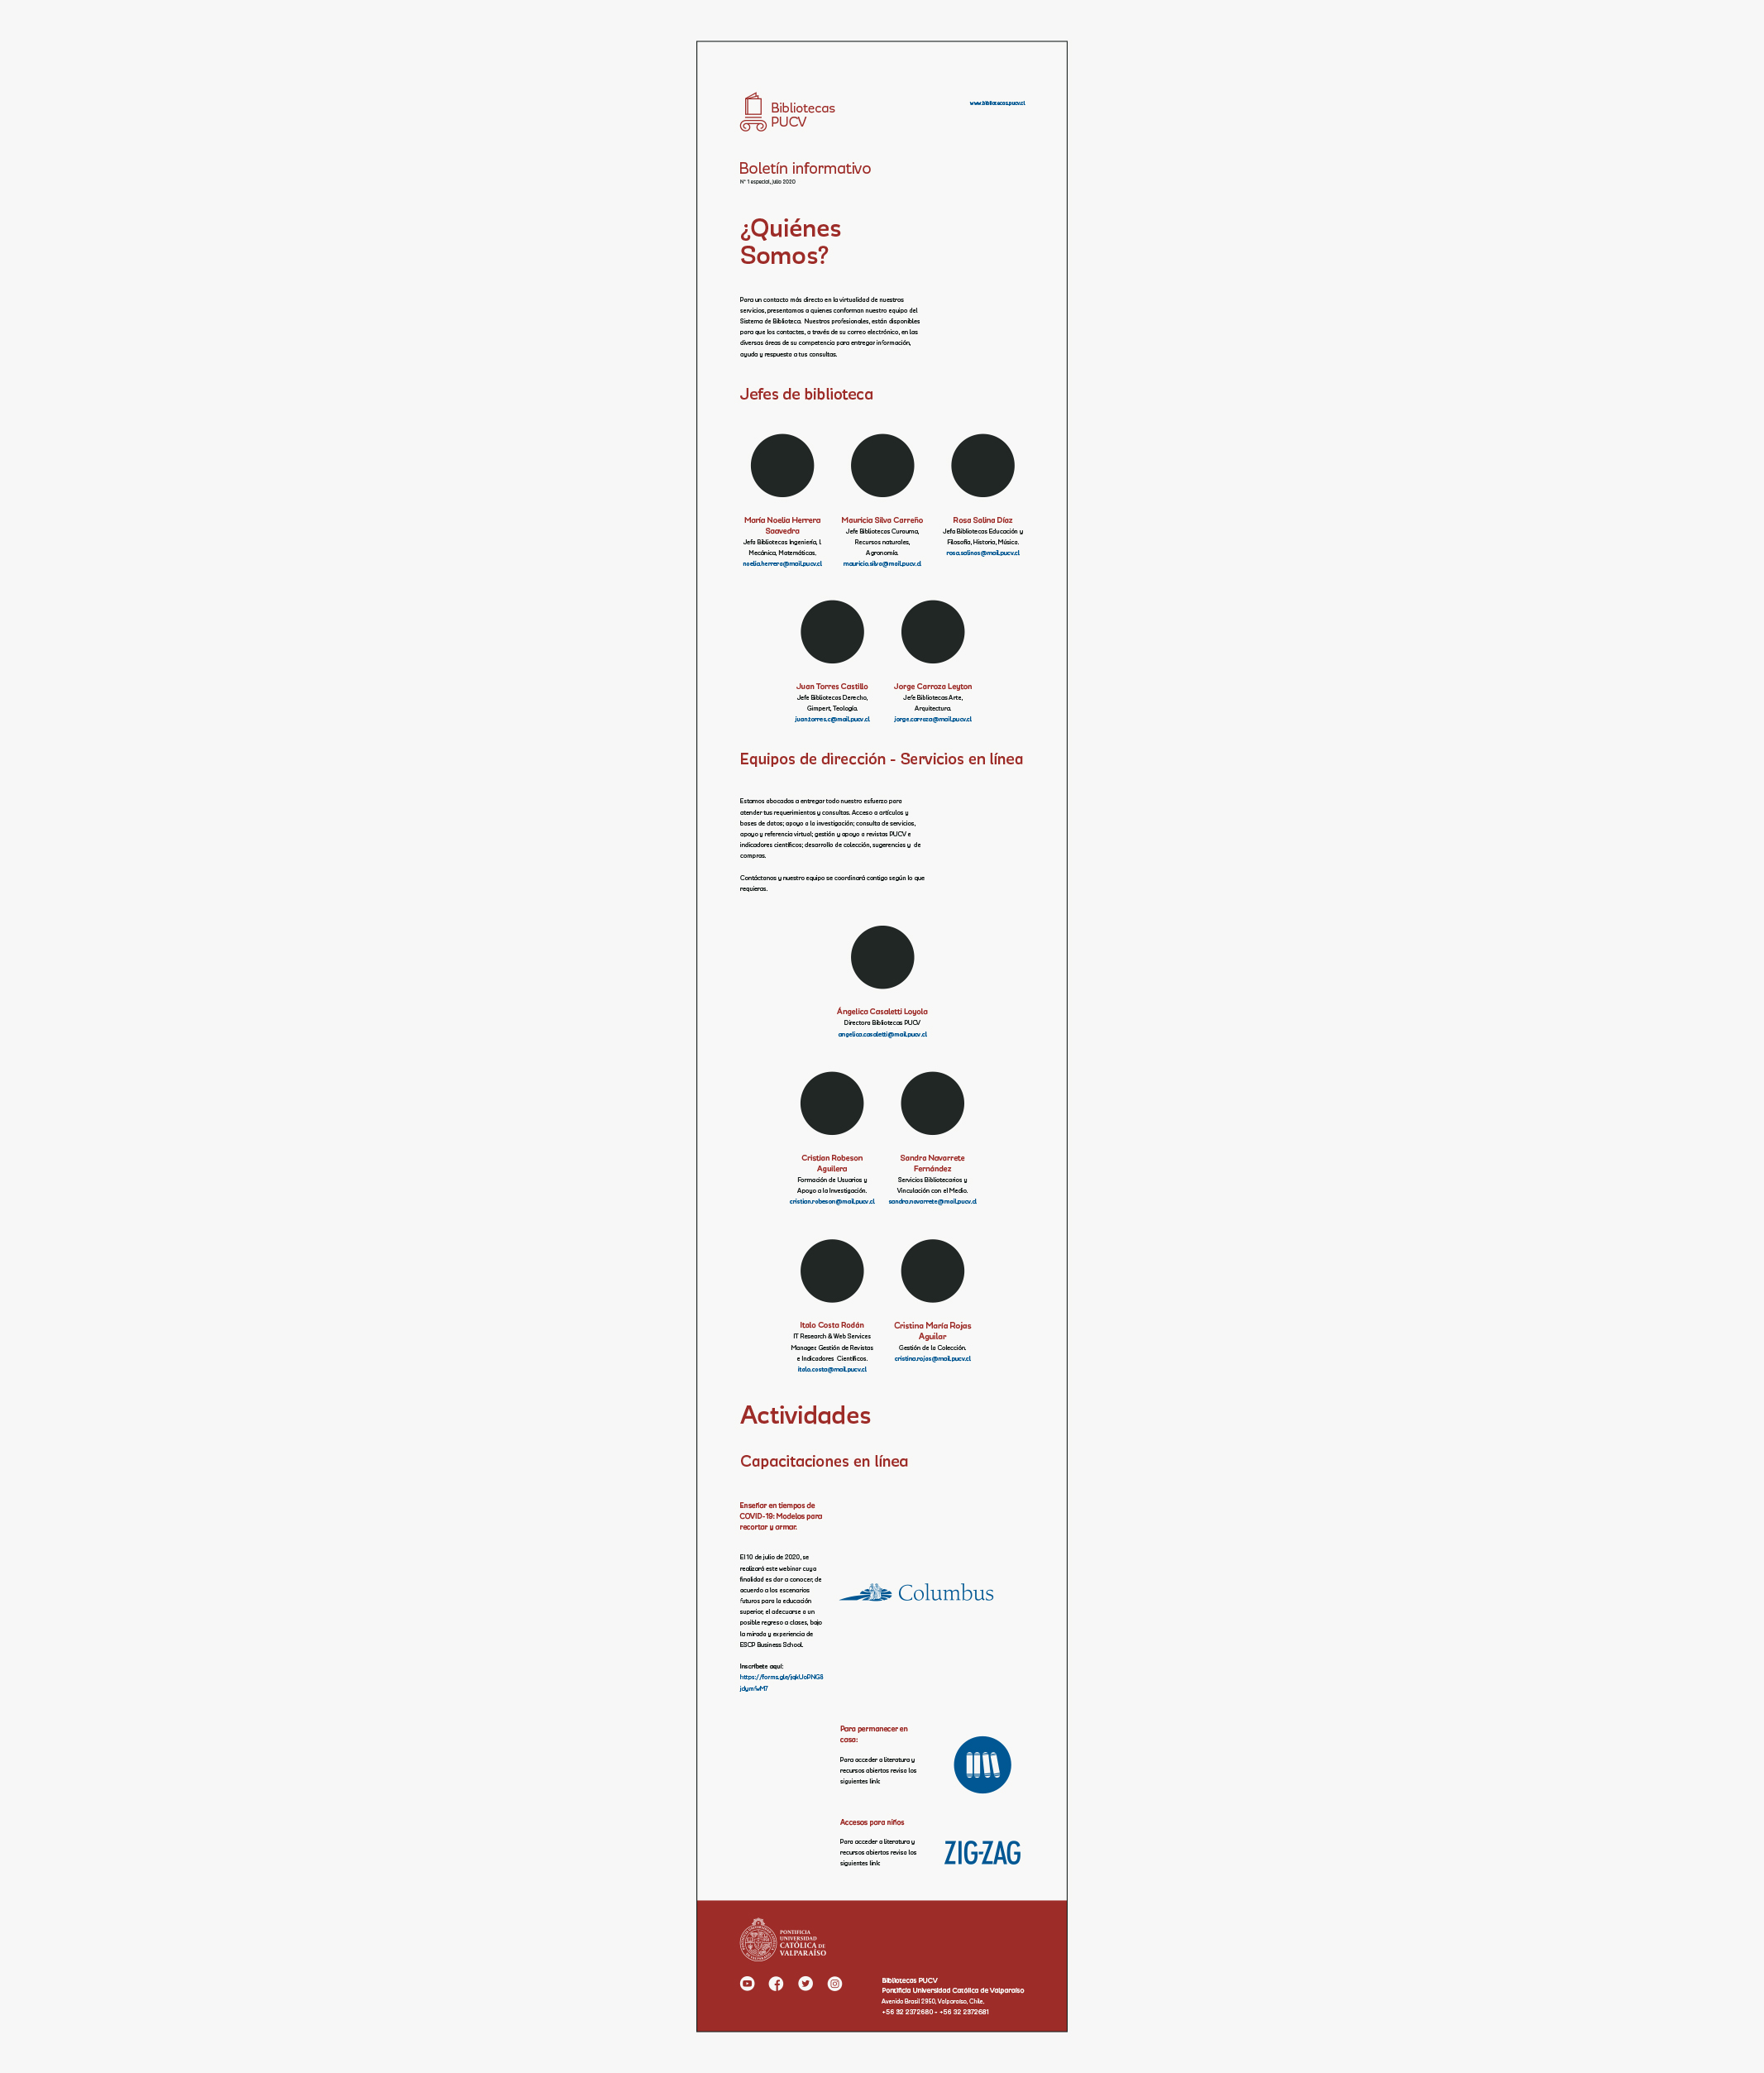 Bibliotecas
PUCV
www.bibliotecas.pucv.cl
Boletín informativo
N° 1 especial, julio 2020
¿Quiénes
Somos?
Para un contacto más directo en la virtualidad de nuestros
servicios, presentamos a quienes conforman nuestro equipo del
Sistema de Biblioteca. Nuestros profesionales, están disponibles
para que los contactes, a través de su correo electrónico, en las
diversas áreas de su competencia para entregar información,
ayuda y respuesta a tus consultas.
Jefes de biblioteca
María Noelia Herrera
Saavedra
Jefa Bibliotecas Ingeniería, I.
Mecánica, Matemáticas.
noelia.herrera@mail.pucv.cl
Mauricia Silva Carreño
Jefe Bibliotecas Curauma,
Recursos naturales,
Agronomía.
mauricio.silva@mail.pucv.cl
Rosa Salina Díaz
Jefa Bibliotecas Educación y
Filosofía, Historia, Música.
rosa.salinas@mail.pucv.cl
Juan Torres Castillo
Jefe Bibliotecas Derecho,
Gimpert, Teología.
juan.torres.c@mail.pucv.cl
Jorge Carroza Leyton
Jefe Bibliotecas Arte,
Arquitectura.
jorge.carroza@mail.pucv.cl
Equipos de dirección - Servicios en línea
Estamos abocados a entregar todo nuestro esfuerzo para
atender tus requerimientos y consultas. Acceso a artículos y
bases de datos; apoyo a la investigación; consulta de servicios,
apoyo y referencia virtual; gestión y apoyo a revistas PUCV e
indicadores científicos; desarrollo de colección, sugerencias y de
compras.
Contáctanos y nuestro equipo se coordinará contigo según lo que
requieras.
Ángelica Casaletti Loyola
Directora Bibliotecas PUCV
angelica.casaletti@mail.pucv.cl
Cristian Robeson
Aguilera
Formación de Usuarios y
Apoyo a la Investigación.
cristian.robeson@mail.pucv.cl
Sandra Navarrete
Fernández
Servicios Bibliotecarios y
Vinculación con el Medio.
sandra.navarrete@mail.pucv.cl
Italo Costa Rodán
IT Research & Web Services
Manager. Gestión de Revistas
e Indicadores Científicos.
italo.costa@mail.pucv.cl
Cristina María Rojas
Aguilar
Gestión de la Colección.
cristina.rojas@mail.pucv.cl
Actividades
Capacitaciones en línea
Enseñar en tiempos de
COVID-19: Modelos para
recortar y armar.
El 10 de julio de 2020, se
realizará este webinar cuya
finalidad es dar a conocer, de
acuerdo a los escenarios
futuros para la educación
superior, el adecuarse a un
posible regreso a clases, bajo
la mirada y experiencia de
ESCP Business School.
Inscríbete aquí:
Columbus
Para permanecer en
casa:
Para acceder a literatura y
recursos abiertos revisa los
siguientes link:
Accesos para niños
Para acceder a literatura y
recursos abiertos revisa los
siguientes link:
ZIG-ZAG
PONTIFICIA
UNIVERSIDAD
CATÓLICA DE
VALPARAÍSO
Bibliotecas PUCV
Pontificia Universidad Católica de Valparaíso
Avenida Brasil 2950, Valparaíso, Chile.
+56 32 2372680 - +56 32 2372681